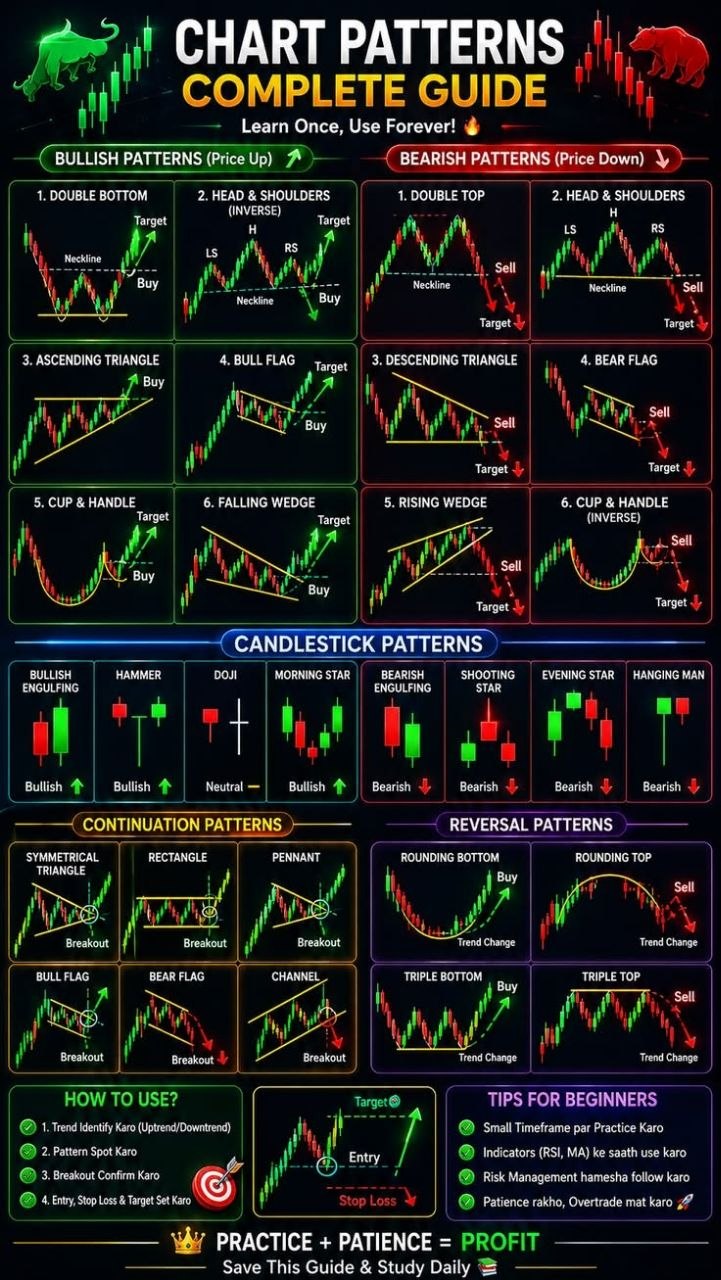 CHART PATTERNS
COMPLETE GUIDE
Learn Once, Use Forever! 🔥
BULLISH PATTERNS (Price Up)
BEARISH PATTERNS (Price Down)
1. DOUBLE BOTTOM
Target
Neckline
Buy
2. HEAD & SHOULDERS
(INVERSE)
Target
H
LS
RS
Neckline
Buy
1. DOUBLE TOP
Neckline
Sell
Target
2. HEAD & SHOULDERS
H
LS
RS
Neckline
Sell
Target
3. ASCENDING TRIANGLE
Buy
4. BULL FLAG
Target
Buy
3. DESCENDING TRIANGLE
Sell
Target
4. BEAR FLAG
Sell
Target
5. CUP & HANDLE
Target
Buy
6. FALLING WEDGE
Target
Buy
5. RISING WEDGE
Sell
Target
6. CUP & HANDLE
(INVERSE)
Sell
Target
CANDLESTICK PATTERNS
BULLISH
ENGULFING
Bullish
HAMMER
Bullish
DOJI
Neutral
MORNING STAR
Bullish
BEARISH
ENGULFING
Bearish
SHOOTING
STAR
Bearish
EVENING STAR
Bearish
HANGING MAN
Bearish
CONTINUATION PATTERNS
REVERSAL PATTERNS
SYMMETRICAL
TRIANGLE
Breakout
RECTANGLE
Breakout
PENNANT
Breakout
ROUNDING BOTTOM
Buy
Trend Change
ROUNDING TOP
Sell
Trend Change
BULL FLAG
Breakout
BEAR FLAG
Breakout
CHANNEL
Breakout
TRIPLE BOTTOM
Buy
Trend Change
TRIPLE TOP
Sell
Trend Change
HOW TO USE?
1. Trend Identify Karo (Uptrend/Downtrend)
2. Pattern Spot Karo
3. Breakout Confirm Karo
4. Entry, Stop Loss & Target Set Karo
Target
Entry
Stop Loss
TIPS FOR BEGINNERS
Small Timeframe par Practice Karo
Indicators (RSI, MA) ke saath use karo
Risk Management hamesha follow karo
Patience rakho, Overtrade mat karo 🚀
PRACTICE + PATIENCE = PROFIT
Save This Guide & Study Daily 📚